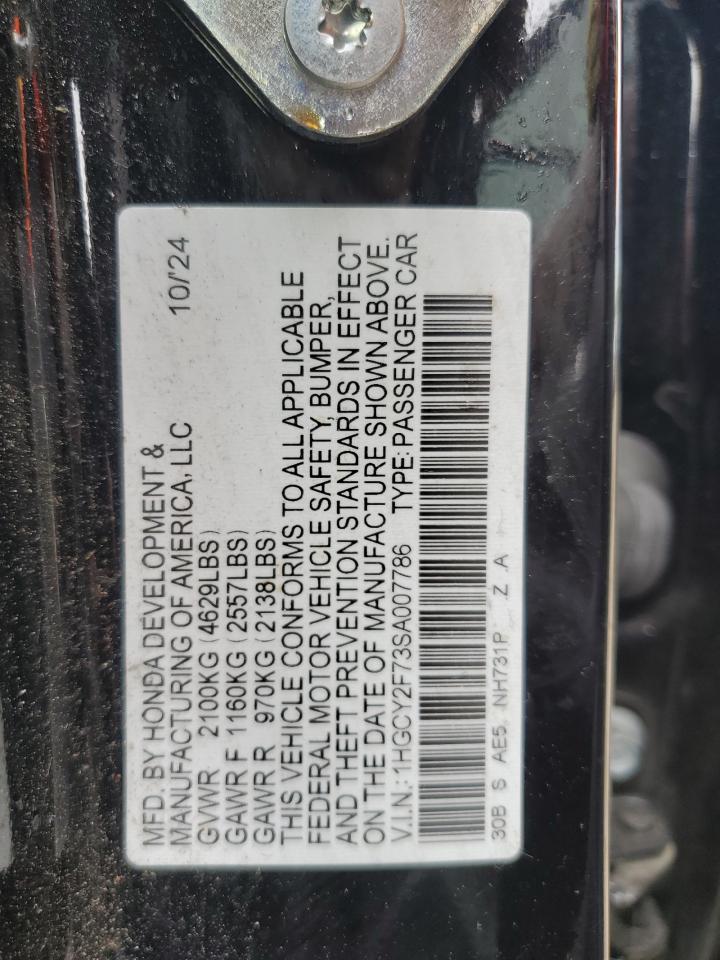 MFD. BY HONDA DEVELOPMENT &
MANUFACTURING OF AMERICA, LLC 10/'24
GVWR 2100KG (4629LBS)
GAWR F 1160KG (2557LBS)
GAWR R 970KG (2138LBS)
THIS VEHICLE CONFORMS TO ALL APPLICABLE
FEDERAL MOTOR VEHICLE SAFETY, BUMPER,
AND THEFT PREVENTION STANDARDS IN EFFECT
ON THE DATE OF MANUFACTURE SHOWN ABOVE.
V.I.N.: 1HGCY2F73SA007786 TYPE: PASSENGER CAR
30B S AE5. NH731P Z A